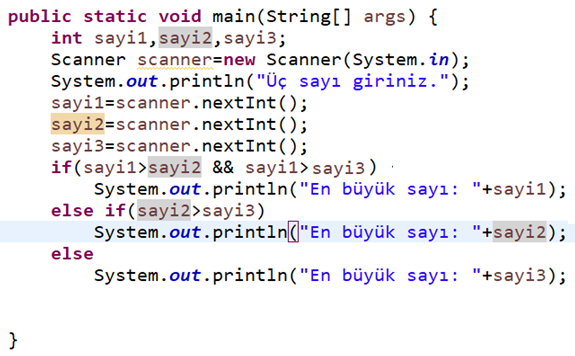 public static void main(String[] args) {
int sayi1,sayi2,sayi3;
Scanner scanner=new Scanner(System.in);
System.out.println("Üç sayı giriniz.");
sayi1=scanner.nextInt();
sayi2=scanner.nextInt();
sayi3=scanner.nextInt();
if(sayi1>sayi2 && sayi1>sayi3)
System.out.println("En büyük sayı: "+sayi1);
else if(sayi2>sayi3)
System.out.println("En büyük sayı: "+sayi2);
else
System.out.println("En büyük sayı: "+sayi3);
}